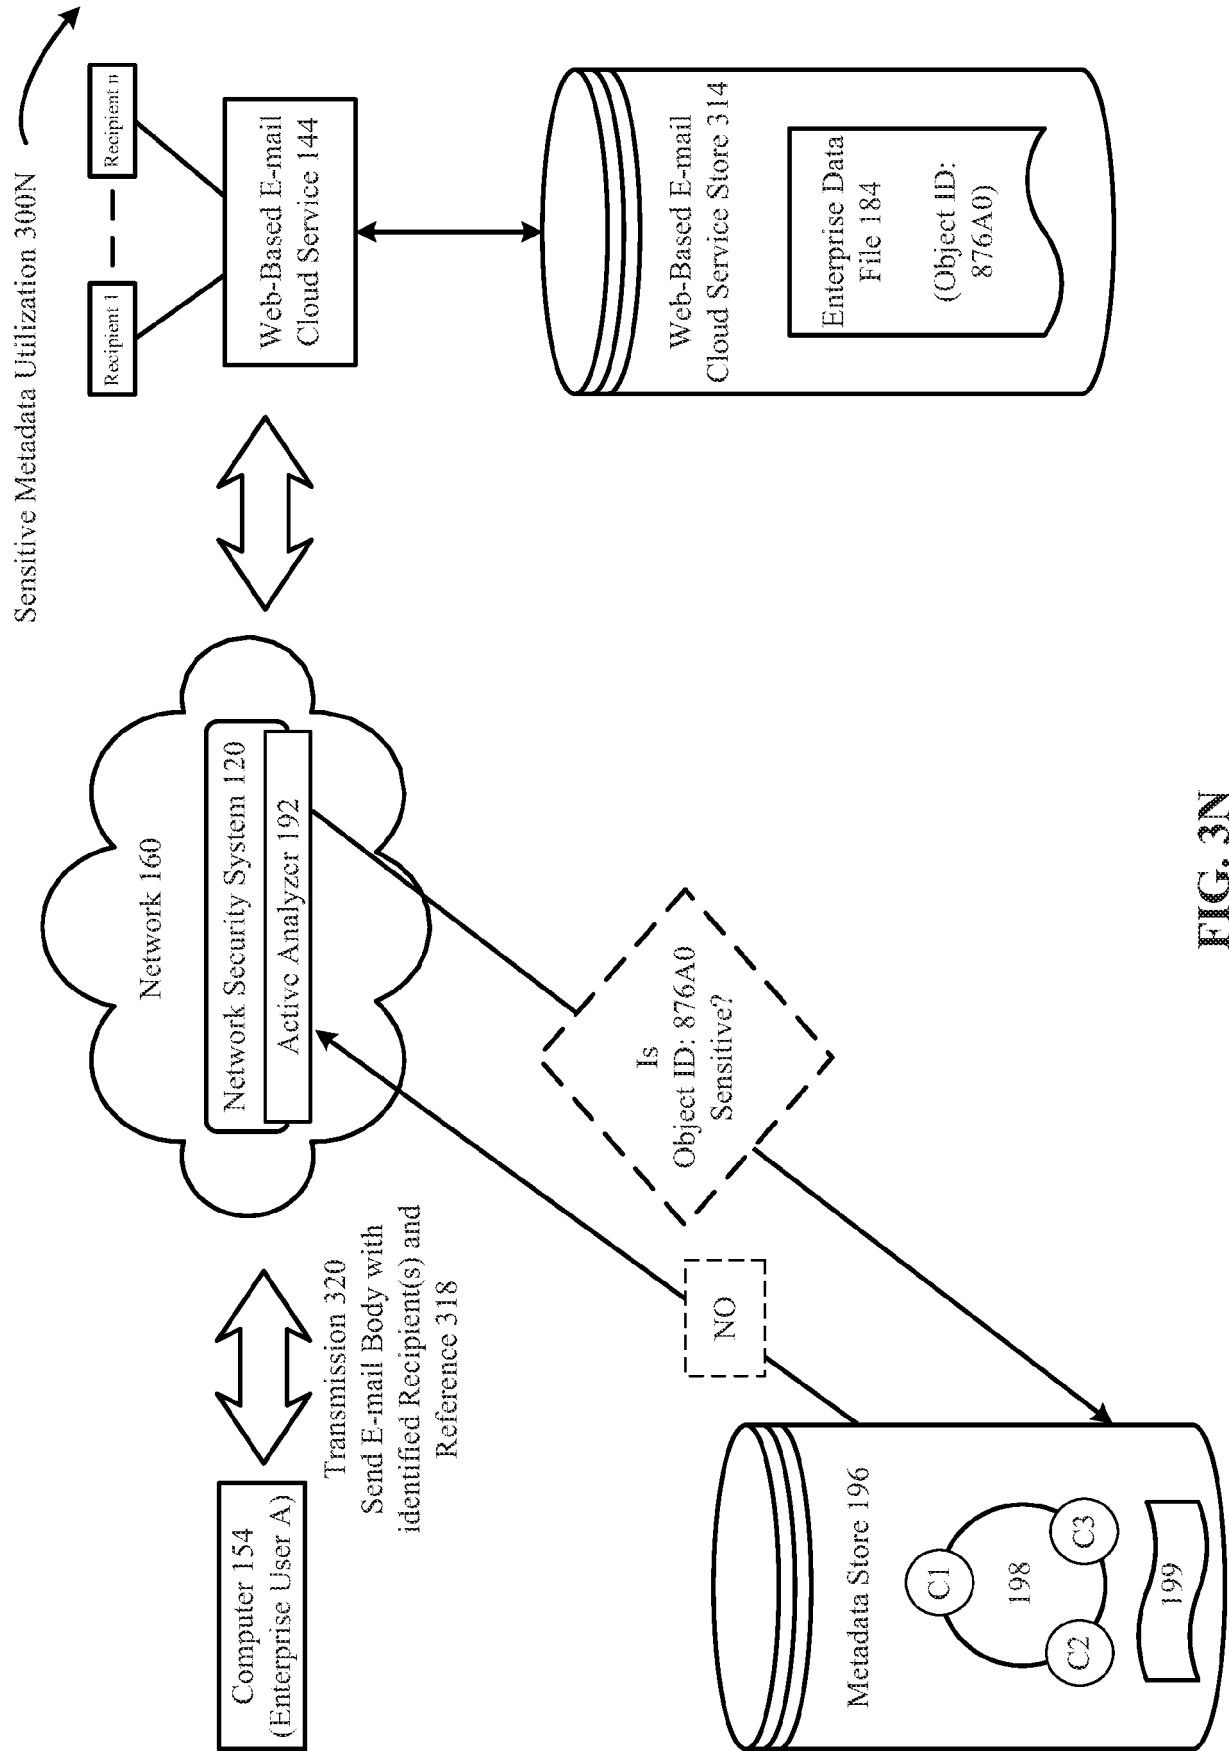 Sensitive Metadata Utilization 300N
Computer 154
(Enterprise User A)
Transmission 320
Send E-mail Body with
identified Recipient(s) and
Reference 318
Network 160
Network Security System 120
Active Analyzer 192
Recipient 1
Recipient n
Web-Based E-mail
Cloud Service 144
Web-Based E-mail
Cloud Service Store 314
Enterprise Data
File 184
(Object ID:
876A0)
Is
Object ID: 876A0
Sensitive?
NO
Metadata Store 196
C1
198
C2
C3
199
FIG. 3N